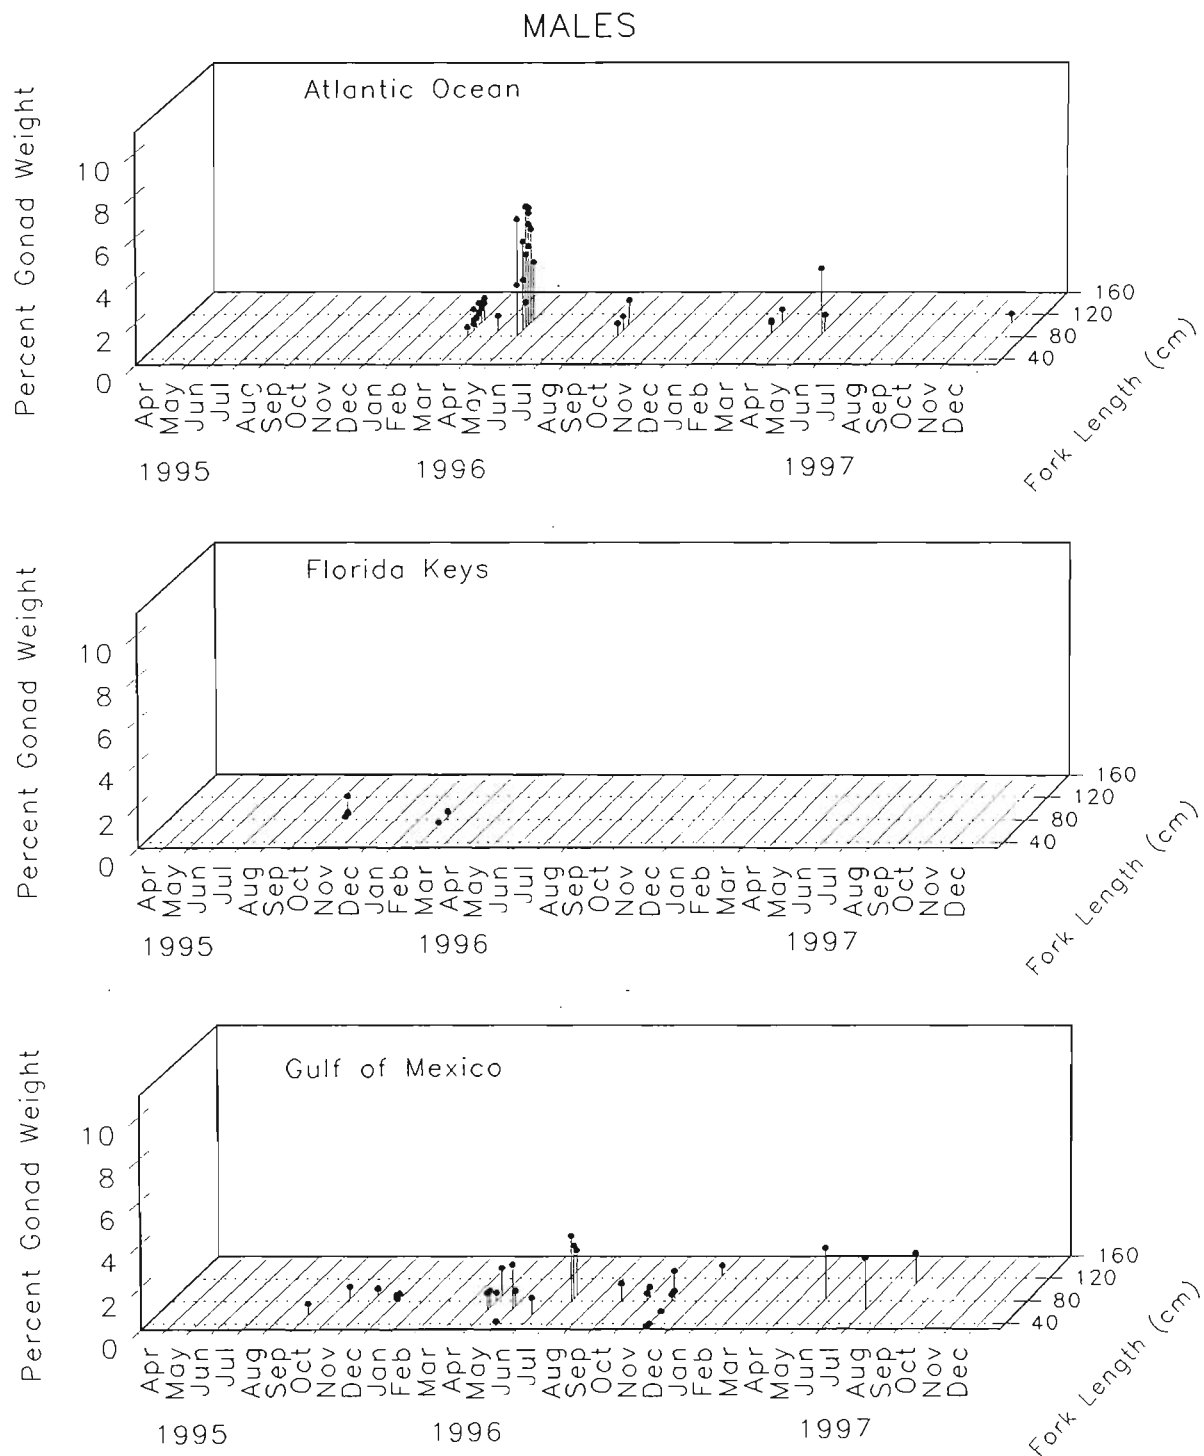 MALES
Atlantic Ocean
Percent Gonad Weight
10
8
6
4
2
0
160
120
80
40
Fork Length (cm)
Apr May Jun Jul Aug Sep Oct Nov Dec Jan Feb Mar Apr May Jun Jul Aug Sep Oct Nov Dec Jan Feb Mar Apr May Jun Jul Aug Sep Oct Nov Dec
1995 1996 1997
Florida Keys
Percent Gonad Weight
10
8
6
4
2
0
160
120
80
40
Fork Length (cm)
Apr May Jun Jul Aug Sep Oct Nov Dec Jan Feb Mar Apr May Jun Jul Aug Sep Oct Nov Dec Jan Feb Mar Apr May Jun Jul Aug Sep Oct Nov Dec
1995 1996 1997
Gulf of Mexico
Percent Gonad Weight
10
8
6
4
2
0
160
120
80
40
Fork Length (cm)
Apr May Jun Jul Aug Sep Oct Nov Dec Jan Feb Mar Apr May Jun Jul Aug Sep Oct Nov Dec Jan Feb Mar Apr May Jun Jul Aug Sep Oct Nov Dec
1995 1996 1997